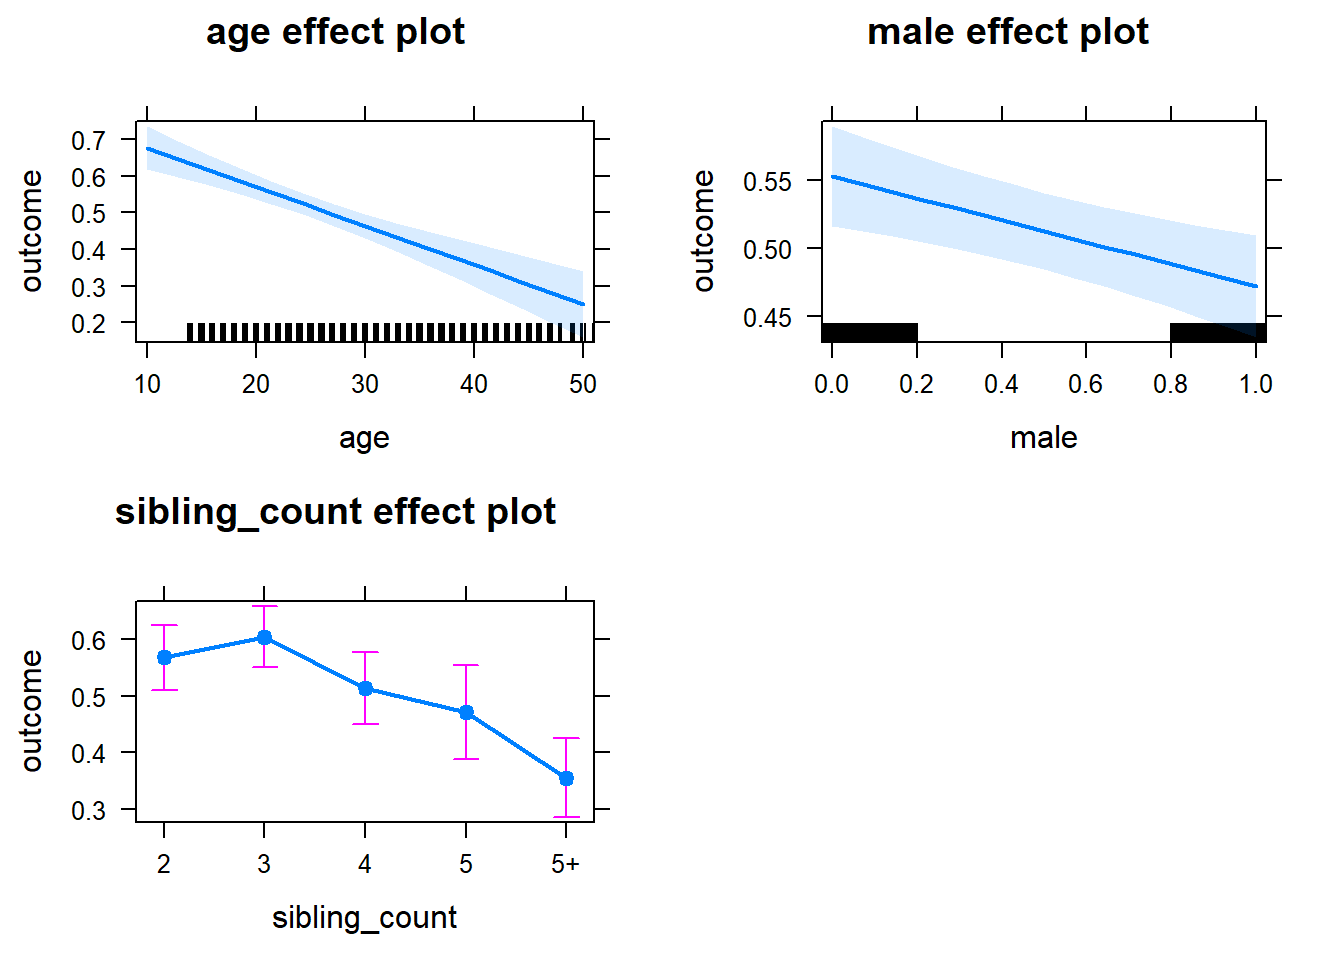 age effect plot
outcome
0.7
0.6
0.5
0.4
0.3
0.2
10 20 30 40 50
age
male effect plot
outcome
0.55
0.50
0.45
0.0 0.2 0.4 0.6 0.8 1.0
male
sibling_count effect plot
outcome
0.6
0.5
0.4
0.3
2 3 4 5 5+
sibling_count